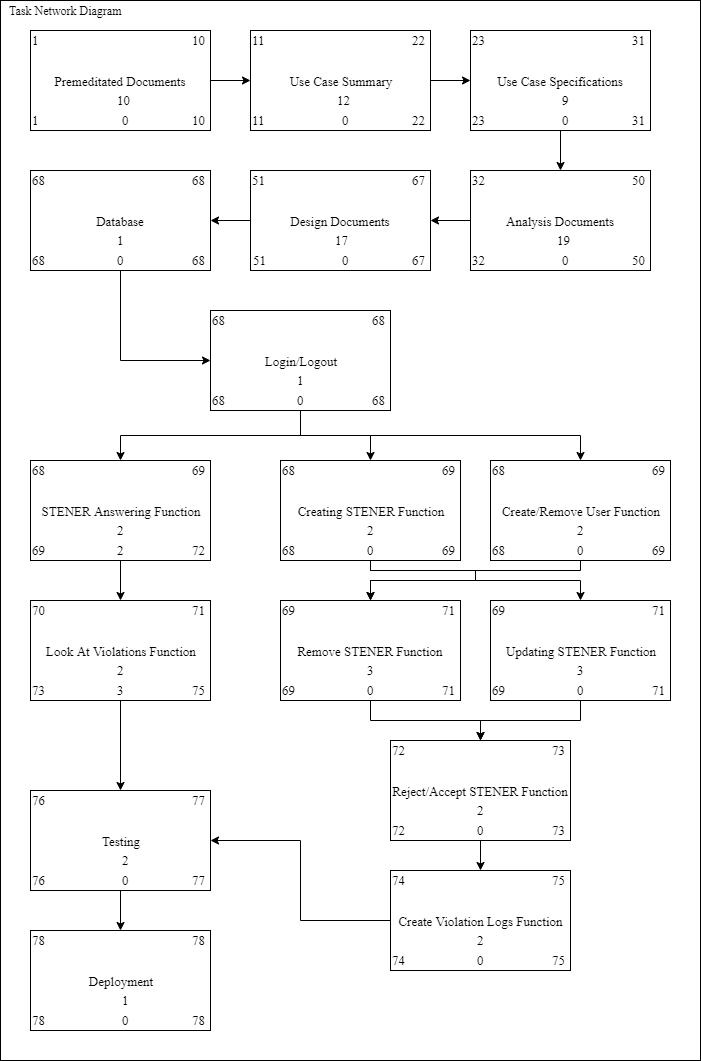 Task Network Diagram
1 10
Premeditated Documents
10
1 0 10
11 22
Use Case Summary
12
11 0 22
23 31
Use Case Specifications
9
23 0 31
68 68
Database
1
68 0 68
51 67
Design Documents
17
51 0 67
32 50
Analysis Documents
19
32 0 50
68 68
Login/Logout
1
68 0 68
68 69
STENER Answering Function
2
69 2 72
68 69
Creating STENER Function
2
68 0 69
68 69
Create/Remove User Function
2
68 0 69
70 71
Look At Violations Function
2
73 3 75
69 71
Remove STENER Function
3
69 0 71
69 71
Updating STENER Function
3
69 0 71
72 73
Reject/Accept STENER Function
2
72 0 73
76 77
Testing
2
76 0 77
74 75
Create Violation Logs Function
2
74 0 75
78 78
Deployment
1
78 0 78